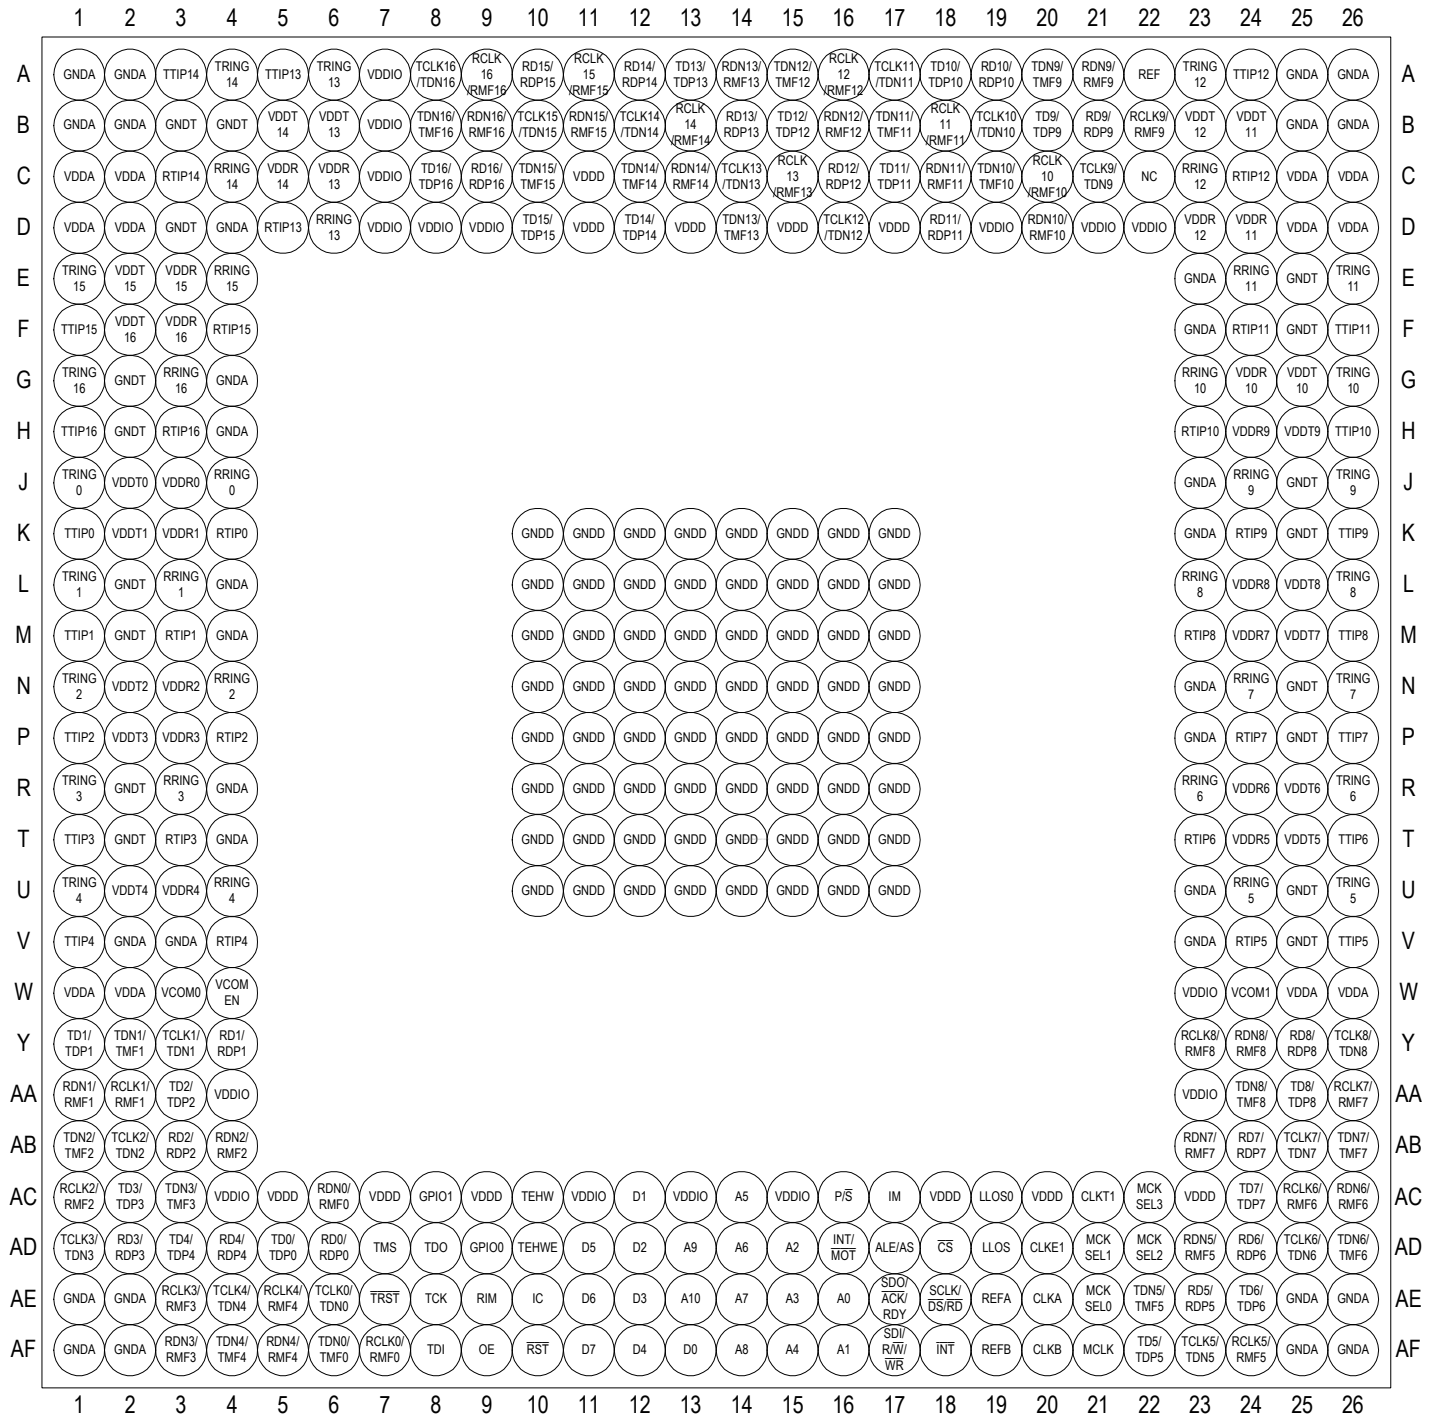 1 2 3 4 5 6 7 8 9 10 11 12 13 14 15 16 17 18 19 20 21 22 23 24 25 26
A GNDA GNDA TTIP14 TRING 14 TTIP13 TRING 13 VDDIO TCLK16 /TDN16 RCLK 16 /RMF16 RD15/ RDP15 RCLK 15 /RMF15 RD14/ RDP14 TD13/ TDP13 RDN13/ RMF13 TDN12/ TMF12 RCLK 12 /RMF12 TCLK11 /TDN11 TD10/ TDP10 RD10/ RDP10 TDN9/ TMF9 RDN9/ RMF9 REF TRING 12 TTIP12 GNDA GNDA A
B GNDA GNDA GNDT GNDT VDDT 14 VDDT 13 VDDIO TDN16/ TMF16 RDN16/ RMF16 TCLK15 /TDN15 RDN15/ RMF15 TCLK14 /TDN14 RCLK 14 /RMF14 RD13/ RDP13 TD12/ TDP12 RDN12/ RMF12 TDN11/ TMF11 RCLK 11 /RMF11 TCLK10 /TDN10 TD9/ TDP9 RD9/ RDP9 RCLK9/ RMF9 VDDT 12 VDDT 11 GNDA GNDA B
C VDDA VDDA RTIP14 RRING 14 VDDR 14 VDDR 13 VDDIO TD16/ TDP16 RD16/ RDP16 TDN15/ TMF15 VDDD TDN14/ TMF14 RDN14/ RMF14 TCLK13 /TDN13 RCLK 13 /RMF13 RD12/ RDP12 TD11/ TDP11 RDN11/ RMF11 TDN10/ TMF10 RCLK 10 /RMF10 TCLK9/ TDN9 NC RRING 12 RTIP12 VDDA VDDA C
D VDDA VDDA GNDT GNDA RTIP13 RRING 13 VDDIO VDDIO VDDIO TD15/ TDP15 VDDD TD14/ TDP14 VDDD TDN13/ TMF13 VDDD TCLK12 /TDN12 VDDD RD11/ RDP11 VDDIO RDN10/ RMF10 VDDIO VDDIO VDDR 12 VDDR 11 VDDA VDDA D
E TRING 15 VDDT 15 VDDR 15 RRING 15 GNDA RRING 11 GNDT TRING 11 E
F TTIP15 VDDT 16 VDDR 16 RTIP15 GNDA RTIP11 GNDT TTIP11 F
G TRING 16 GNDT RRING 16 GNDA RRING 10 VDDR 10 VDDT 10 TRING 10 G
H TTIP16 GNDT RTIP16 GNDA RTIP10 VDDR9 VDDT9 TTIP10 H
J TRING 0 VDDT0 VDDR0 RRING 0 GNDA RRING 9 GNDT TRING 9 J
K TTIP0 VDDT1 VDDR1 RTIP0 GNDD GNDD GNDD GNDD GNDD GNDD GNDD GNDD GNDA RTIP9 GNDT TTIP9 K
L TRING 1 GNDT RRING 1 GNDA GNDD GNDD GNDD GNDD GNDD GNDD GNDD GNDD RRING 8 VDDR8 VDDT8 TRING 8 L
M TTIP1 GNDT RTIP1 GNDA GNDD GNDD GNDD GNDD GNDD GNDD GNDD GNDD RTIP8 VDDR7 VDDT7 TTIP8 M
N TRING 2 VDDT2 VDDR2 RRING 2 GNDD GNDD GNDD GNDD GNDD GNDD GNDD GNDD GNDA RRING 7 GNDT TRING 7 N
P TTIP2 VDDT3 VDDR3 RTIP2 GNDD GNDD GNDD GNDD GNDD GNDD GNDD GNDD GNDA RTIP7 GNDT TTIP7 P
R TRING 3 GNDT RRING 3 GNDA GNDD GNDD GNDD GNDD GNDD GNDD GNDD GNDD RRING 6 VDDR6 VDDT6 TRING 6 R
T TTIP3 GNDT RTIP3 GNDA GNDD GNDD GNDD GNDD GNDD GNDD GNDD GNDD RTIP6 VDDR5 VDDT5 TTIP6 T
U TRING 4 VDDT4 VDDR4 RRING 4 GNDD GNDD GNDD GNDD GNDD GNDD GNDD GNDD GNDA RRING 5 GNDT TRING 5 U
V TTIP4 GNDA GNDA RTIP4 GNDA RTIP5 GNDT TTIP5 V
W VDDA VDDA VCOM0 VCOM EN VDDIO VCOM1 VDDA VDDA W
Y TD1/ TDP1 TDN1/ TMF1 TCLK1/ TDN1 RD1/ RDP1 RCLK8/ RMF8 RDN8/ RMF8 RD8/ RDP8 TCLK8/ TDN8 Y
AA RDN1/ RMF1 RCLK1/ RMF1 TD2/ TDP2 VDDIO VDDIO TDN8/ TMF8 TD8/ TDP8 RCLK7/ RMF7 AA
AB TDN2/ TMF2 TCLK2/ TDN2 RD2/ RDP2 RDN2/ RMF2 RDN7/ RMF7 RD7/ RDP7 TCLK7/ TDN7 TDN7/ TMF7 AB
AC RCLK2/ RMF2 TD3/ TDP3 TDN3/ TMF3 VDDIO VDDD RDN0/ RMF0 VDDD GPIO1 VDDD TEHW VDDIO D1 VDDIO A5 VDDIO P/S̅ IM VDDD LLOS0 VDDD CLKT1 MCK SEL3 VDDD TD7/ TDP7 RCLK6/ RMF6 RDN6/ RMF6 AC
AD TCLK3/ TDN3 RD3/ RDP3 TD4/ TDP4 RD4/ RDP4 TD0/ TDP0 RD0/ RDP0 TMS TDO GPIO0 TEHWE D5 D2 A9 A6 A2 INT/ M̅O̅T̅ ALE/AS C̅S̅ LLOS CLKE1 MCK SEL1 MCK SEL2 RDN5/ RMF5 RD6/ RDP6 TCLK6/ TDN6 TDN6/ TMF6 AD
AE GNDA GNDA RCLK3/ RMF3 TCLK4/ TDN4 RCLK4/ RMF4 TCLK0/ TDN0 T̅R̅S̅T̅ TCK RIM IC D6 D3 A10 A7 A3 A0 SDO/ A̅C̅K̅/ RDY SCLK/ D̅S̅/R̅D̅ REFA CLKA MCK SEL0 TDN5/ TMF5 RD5/ RDP5 TD6/ TDP6 GNDA GNDA AE
AF GNDA GNDA RDN3/ RMF3 TDN4/ TMF4 RDN4/ RMF4 TDN0/ TMF0 RCLK0/ RMF0 TDI OE R̅S̅T̅ D7 D4 D0 A8 A4 A1 SDI/ R/W̅/ W̅R̅ I̅N̅T̅ REFB CLKB MCLK TD5/ TDP5 TCLK5/ TDN5 RCLK5/ RMF5 GNDA GNDA AF
1 2 3 4 5 6 7 8 9 10 11 12 13 14 15 16 17 18 19 20 21 22 23 24 25 26